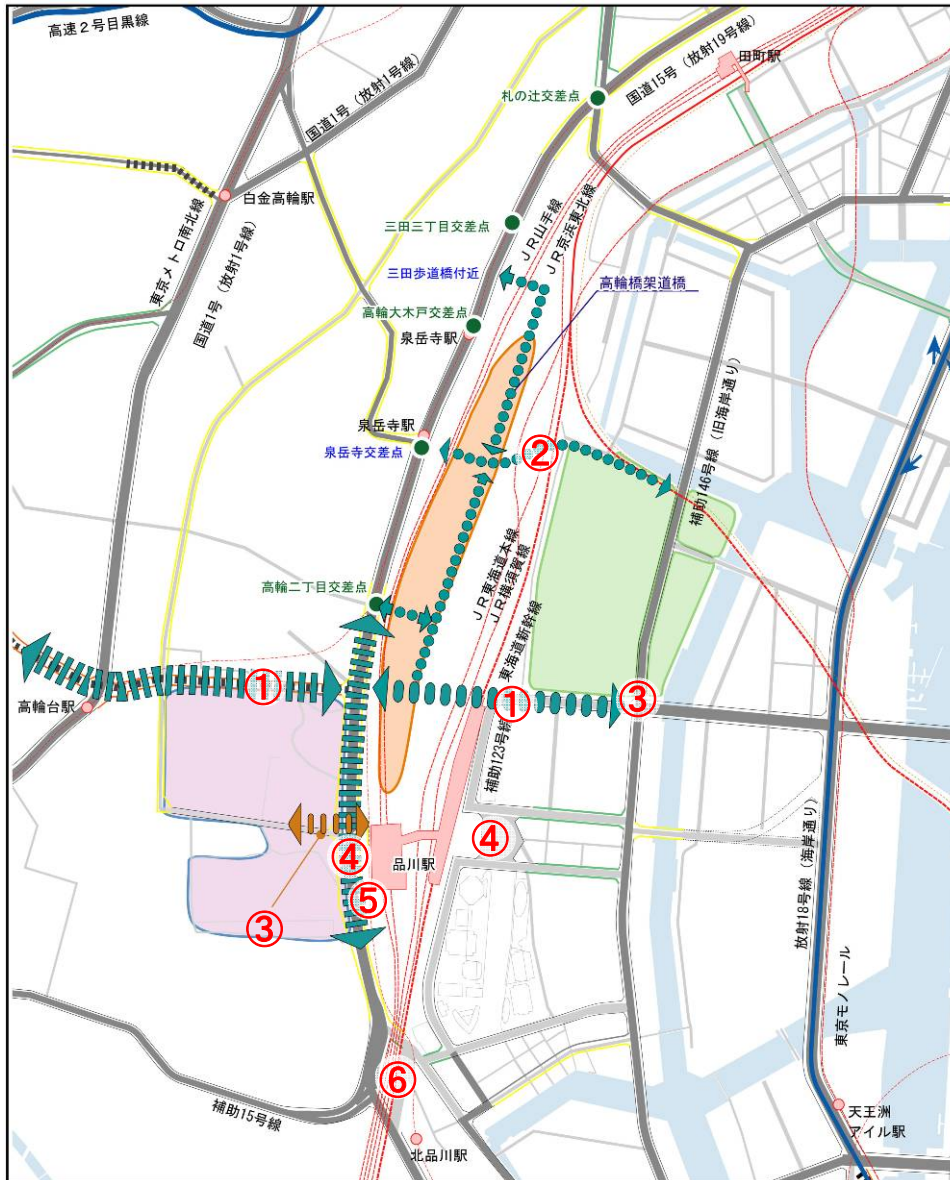 高速2号目黒線
田町駅
国道15号(放射19号線)
札の辻交差点
国道1号(放射1号線)
白金高輪駅
東京メトロ南北線
国道1号(放射1号線)
三田三丁目交差点
JR山手線
JR京浜東北線
三田歩道橋付近
高輪橋架道橋
高輪大木戸交差点
泉岳寺駅
泉岳寺駅
泉岳寺交差点
②
補助146号線(旧海岸通り)
JR東海道本線
JR横須賀線
東海道新幹線
高輪二丁目交差点
①
①
③
高輪台駅
補助123号線
④
品川駅
④
⑤
③
放射18号線(海岸通り)
東京モノレール
⑥
補助15号線
北品川駅
天王洲
アイル駅